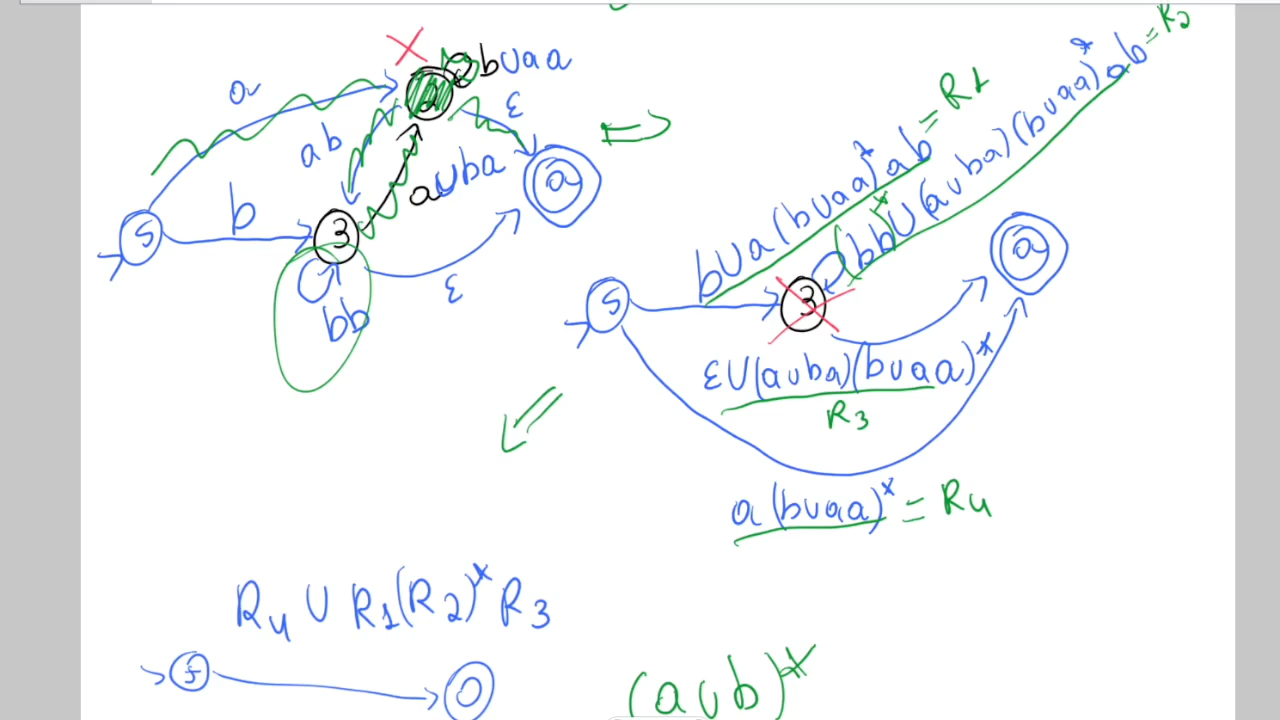 a
b∪aa
ab
ε
a∪ba
a
b
s
3
bb
ε
b∪a(b∪aa)*ab = R1
(bb)*∪(a∪ba)(b∪aa)*ab = R2
s
3
a
ε∪(a∪ba)(b∪aa)*
R3
a(b∪aa)* = R4
R4 ∪ R1(R2)* R3
(a∪b)*